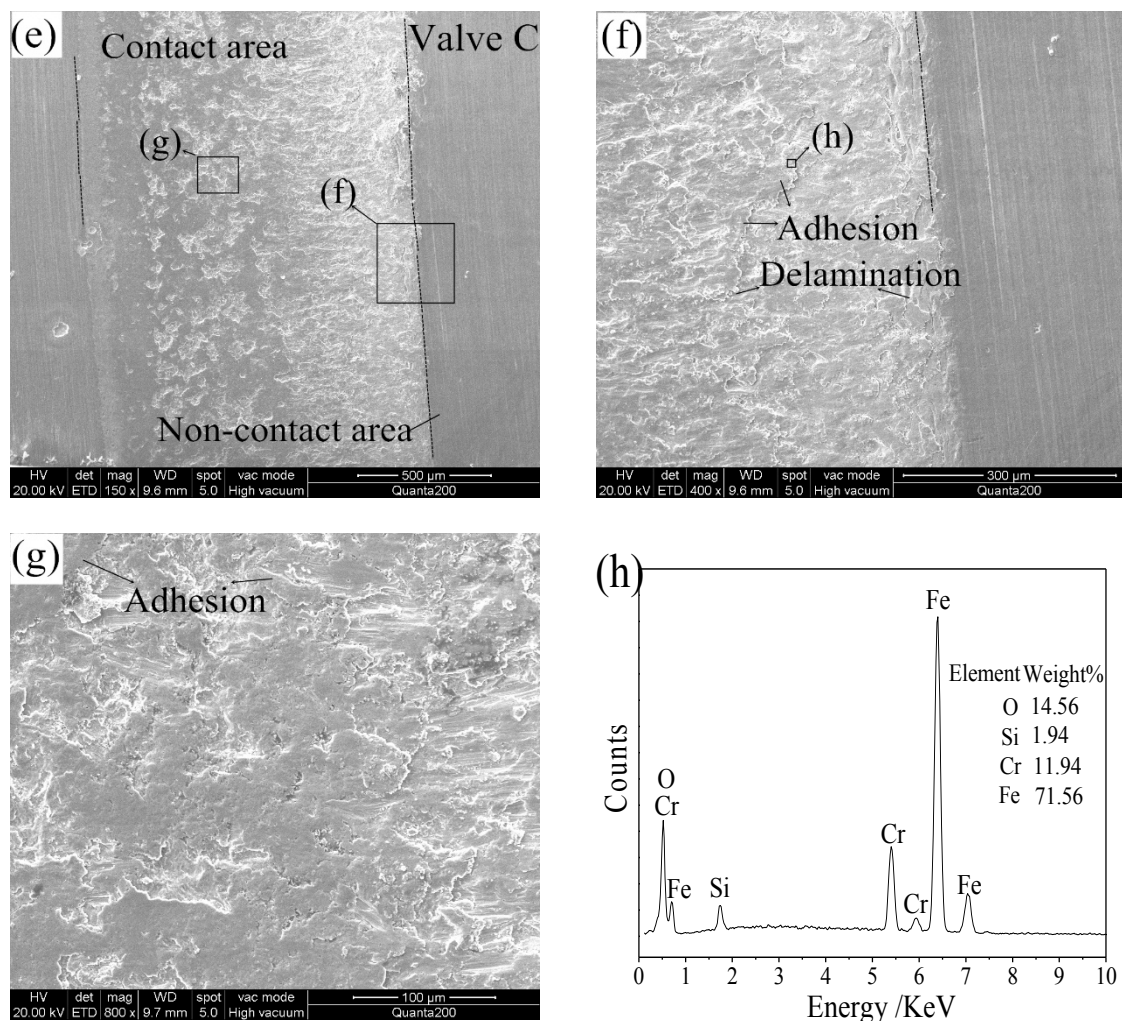 (e)
Contact area
Valve C
(g)
(f)
Non-contact area
HV det mag WD spot vac mode 500 µm
20.00 kV ETD 150 x 9.6 mm 5.0 High vacuum Quanta200
(f)
(h)
Adhesion
Delamination
HV det mag WD spot vac mode 300 µm
20.00 kV ETD 400 x 9.6 mm 5.0 High vacuum Quanta200
(g)
Adhesion
HV det mag WD spot vac mode 100 µm
20.00 kV ETD 800 x 9.7 mm 5.0 High vacuum Quanta200
(h)
Fe
Element Weight%
O 14.56
Si 1.94
Cr 11.94
Fe 71.56
O
Cr
Fe
Si
Cr
Cr
Fe
Counts
0 1 2 3 4 5 6 7 8 9 10
Energy /KeV